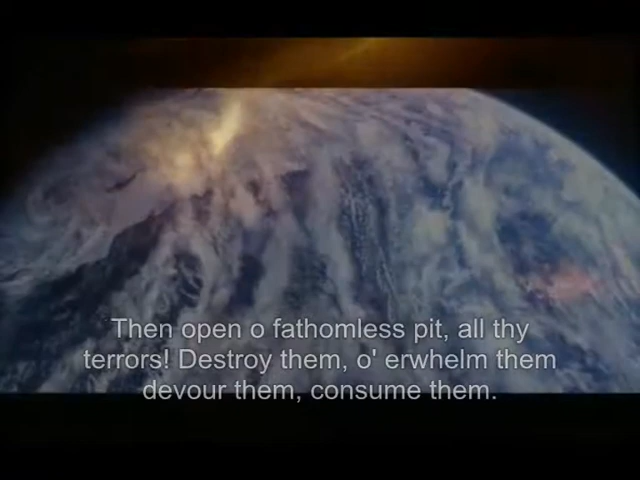 Then open o fathomless pit, all thy
terrors! Destroy them, o' erwhelm them
devour them, consume them.